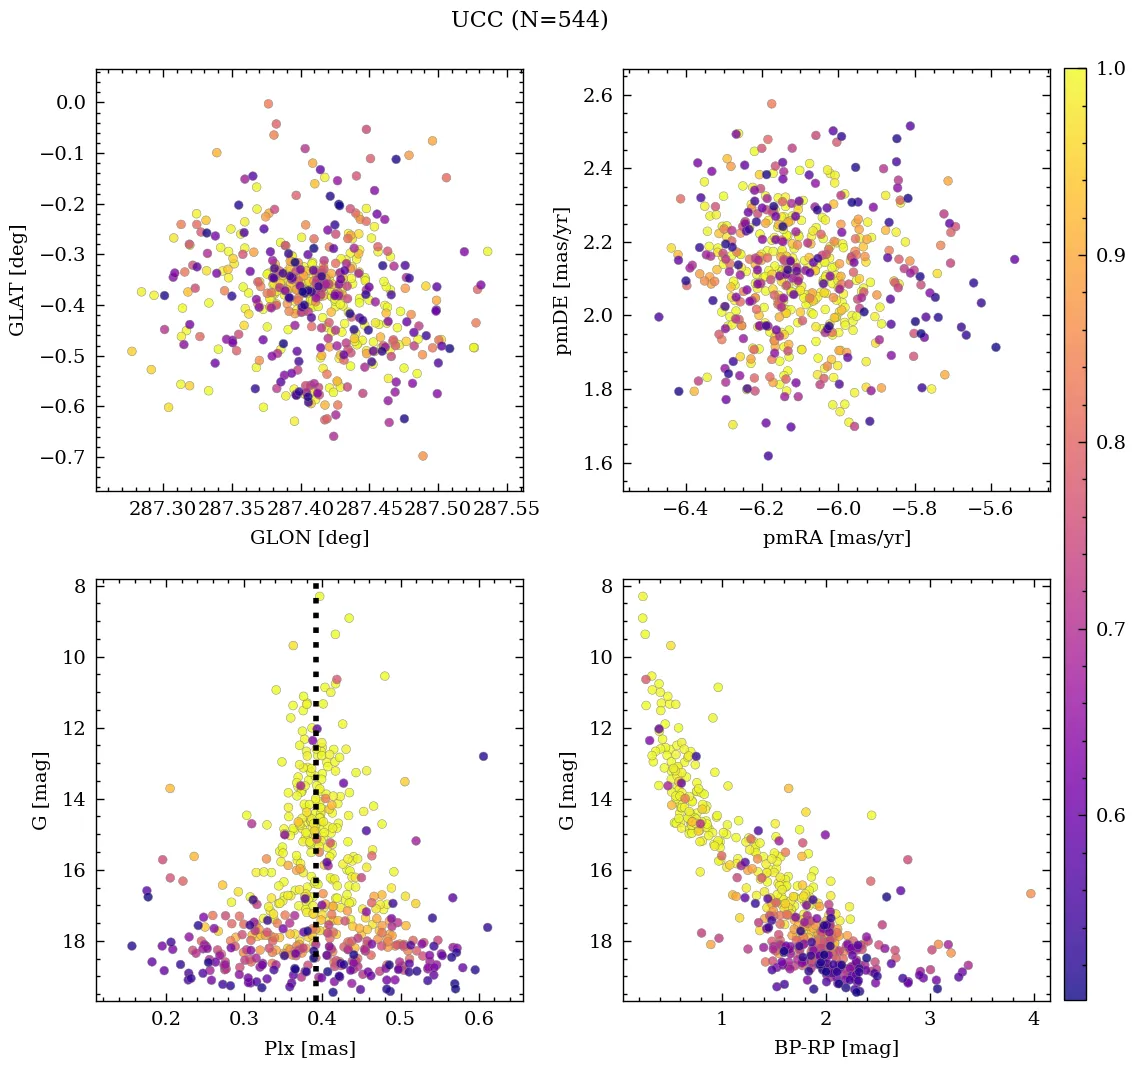 UCC (N=544)
0.0
−0.1
−0.2
−0.3
−0.4
−0.5
−0.6
−0.7
GLAT [deg]
287.30 287.35 287.40 287.45 287.50 287.55
GLON [deg]
2.6
2.4
2.2
2.0
1.8
1.6
pmDE [mas/yr]
−6.4 −6.2 −6.0 −5.8 −5.6
pmRA [mas/yr]
8
10
12
14
16
18
G [mag]
0.2 0.3 0.4 0.5 0.6
Plx [mas]
8
10
12
14
16
18
G [mag]
1 2 3 4
BP-RP [mag]
1.0
0.9
0.8
0.7
0.6